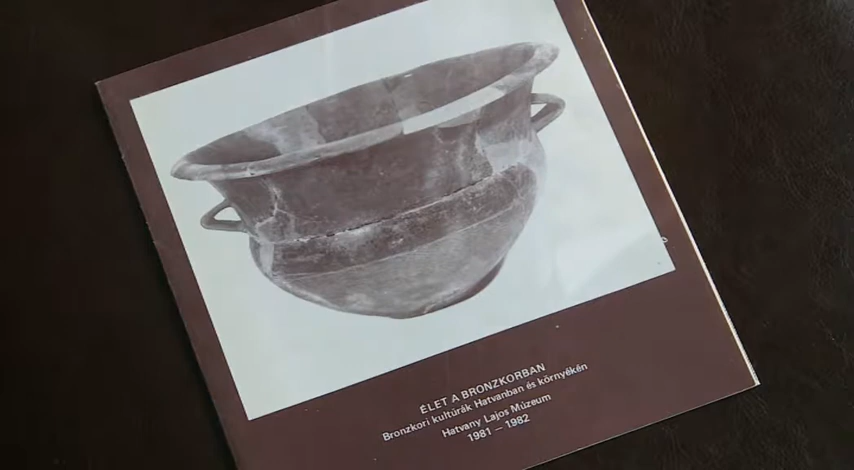 ÉLET A BRONZKORBAN
Bronzkori kultúrák Hatvanban és környékén
Hatvany Lajos Múzeum
1981 – 1982